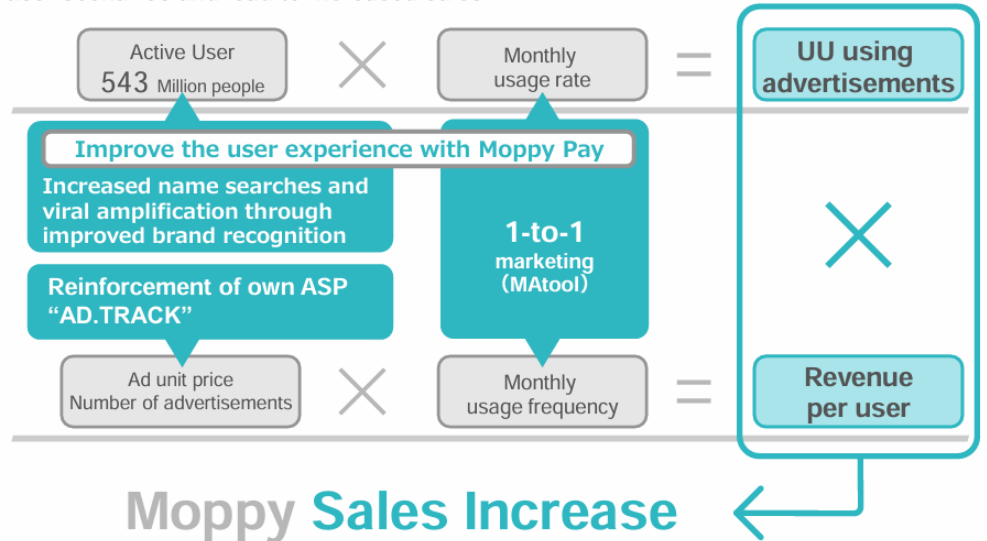 Active User
543 Million people
Monthly
usage rate
UU using
advertisements
Improve the user experience with Moppy Pay
Increased name searches and
viral amplification through
improved brand recognition
1-to-1
marketing
(MAtool)
Reinforcement of own ASP
“AD.TRACK”
Ad unit price
Number of advertisements
Monthly
usage frequency
Revenue
per user
Moppy Sales Increase